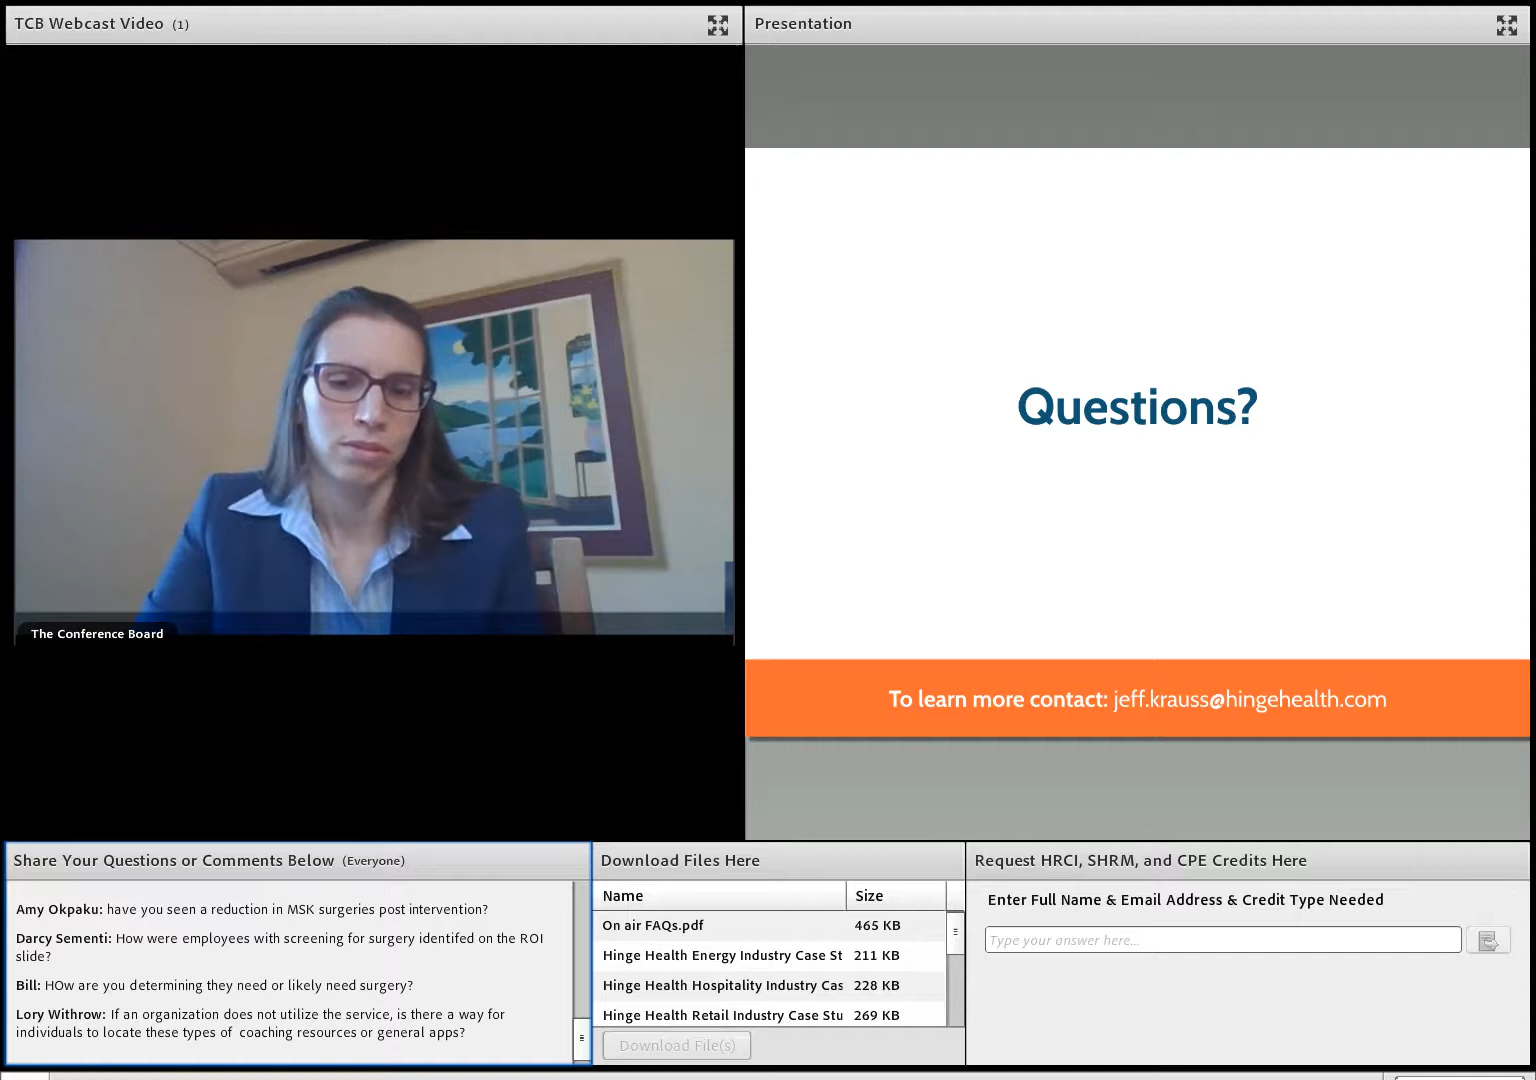 TCB Webcast Video (1)
Presentation
The Conference Board
Questions?
To learn more contact: jeff.krauss@hingehealth.com
Share Your Questions or Comments Below (Everyone)
Amy Okpaku: have you seen a reduction in MSK surgeries post intervention?
Darcy Sementi: How were employees with screening for surgery identifed on the ROI
slide?
Bill: HOw are you determining they need or likely need surgery?
Lory Withrow: If an organization does not utilize the service, is there a way for
individuals to locate these types of coaching resources or general apps?
Download Files Here
Name Size
On air FAQs.pdf 465 KB
Hinge Health Energy Industry Case St 211 KB
Hinge Health Hospitality Industry Cas 228 KB
Hinge Health Retail Industry Case Stu 269 KB
Download File(s)
Request HRCI, SHRM, and CPE Credits Here
Enter Full Name & Email Address & Credit Type Needed
Type your answer here...